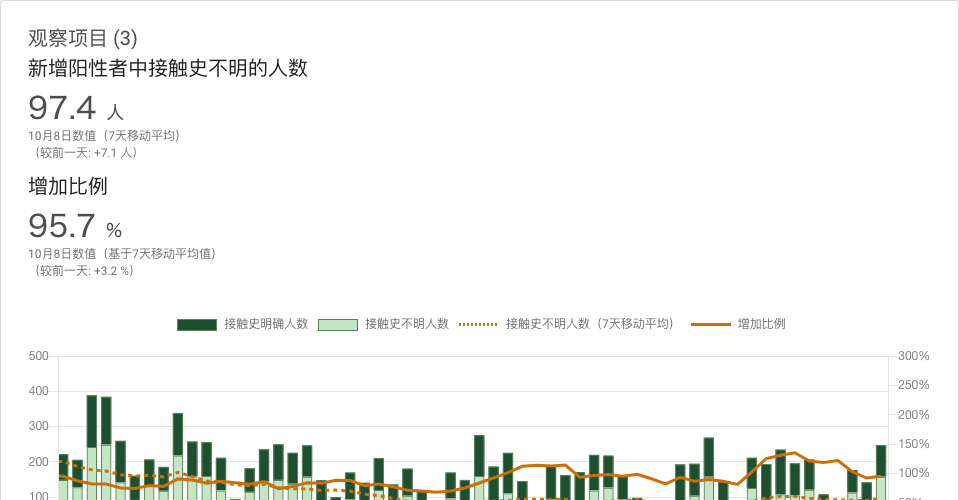 观察项目 (3)
新增阳性者中接触史不明的人数
97.4 人
10月8日数值（7天移动平均）
（较前一天: +7.1 人）
增加比例
95.7 %
10月8日数值（基于7天移动平均值）
（较前一天: +3.2 %）
接触史明确人数 接触史不明人数 接触史不明人数（7天移动平均） 增加比例
500 300%
400 250%
300 200%
200 150%
100 100%